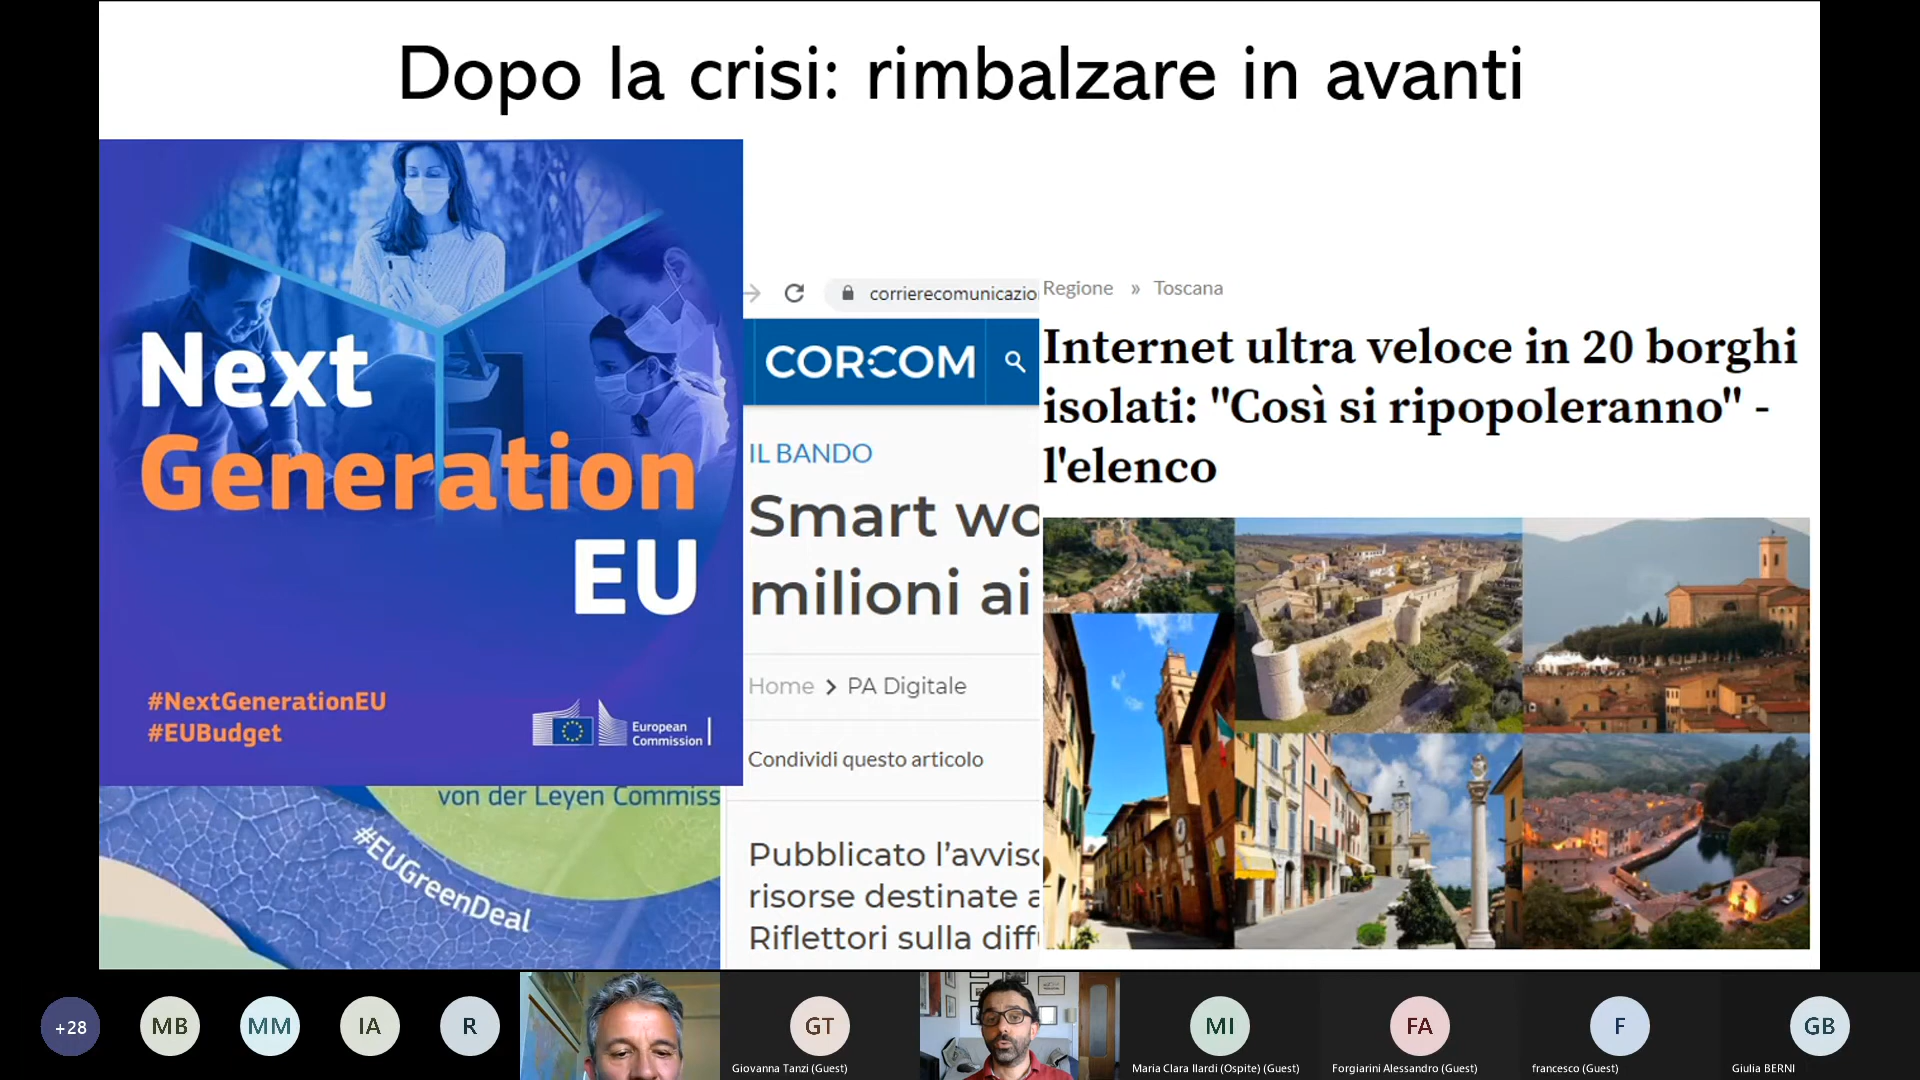 Dopo la crisi: rimbalzare in avanti
Next
Generation
EU
#NextGenerationEU
#EUBudget
European
Commission
von der Leyen Commiss
#EUGreenDeal
corrierecomunicazio
CORCOM
IL BANDO
Smart wo
milioni ai
Home > PA Digitale
Condividi questo articolo
Pubblicato l'avviso
risorse destinate a
Riflettori sulla diff
Regione » Toscana
Internet ultra veloce in 20 borghi
isolati: "Così si ripopoleranno" -
l'elenco
+28
MB
MM
IA
R
GT
Giovanna Tanzi (Guest)
MI
Maria Clara Ilardi (Ospite) (Guest)
FA
Forgiarini Alessandro (Guest)
F
francesco (Guest)
GB
Giulia BERNI